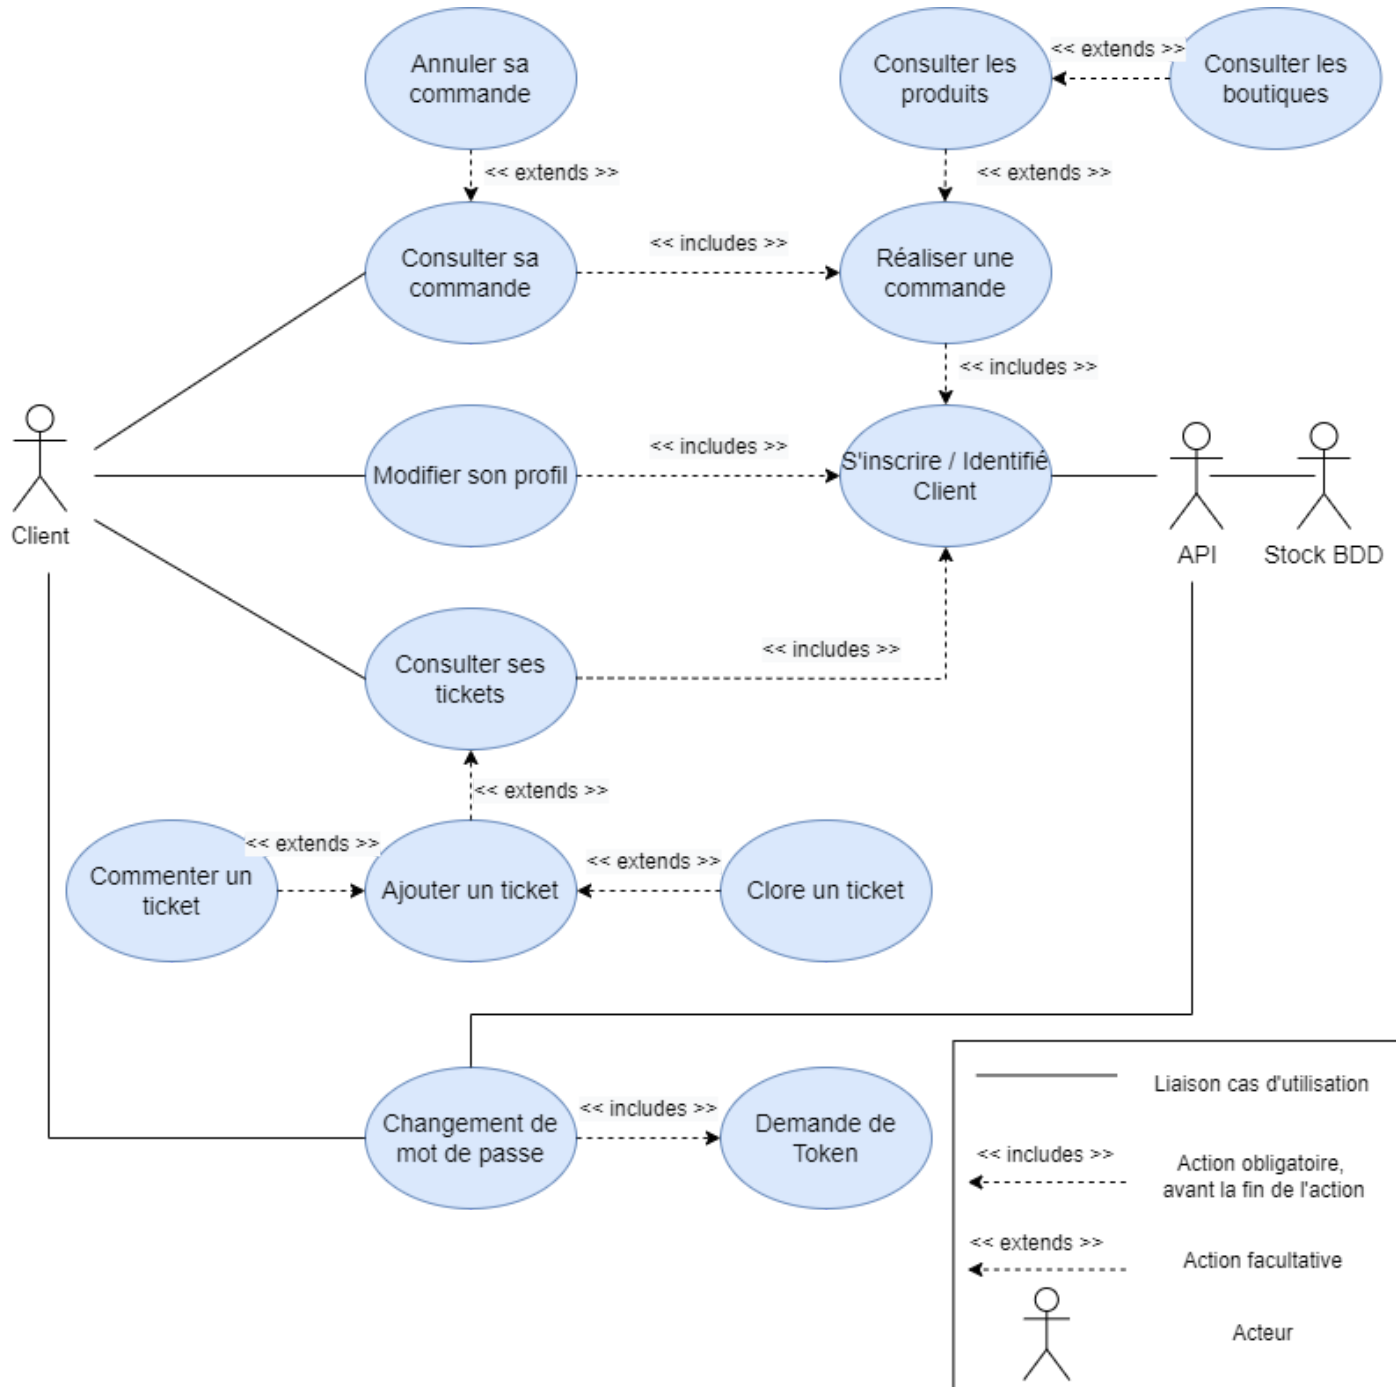 Annuler sa
commande
Consulter les
produits
<< extends >>
Consulter les
boutiques
<< extends >>
<< extends >>
Consulter sa
commande
<< includes >>
Réaliser une
commande
<< includes >>
Client
Modifier son profil
<< includes >>
S'inscrire / Identifié
Client
API
Stock BDD
Consulter ses
tickets
<< includes >>
<< extends >>
Commenter un
ticket
<< extends >>
Ajouter un ticket
<< extends >>
Clore un ticket
Changement de
mot de passe
<< includes >>
Demande de
Token
Liaison cas d'utilisation
<< includes >>
Action obligatoire,
avant la fin de l'action
<< extends >>
Action facultative
Acteur